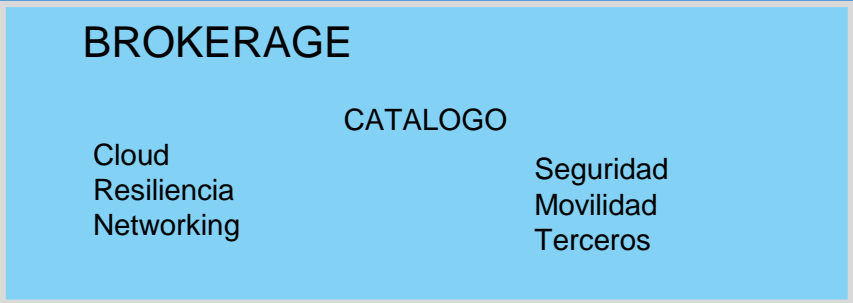 BROKERAGE
CATALOGO
Cloud
Resiliencia
Networking
Seguridad
Movilidad
Terceros